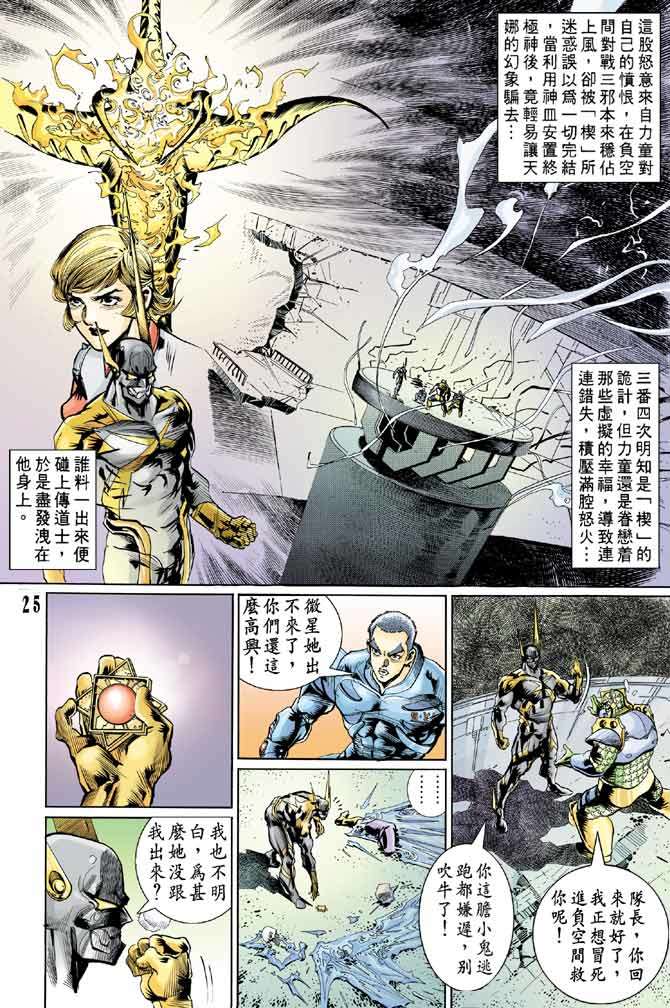 這股怒意來自力童對
自己的憤恨，在負空
間對戰三邪本來穩佔
上風，卻被「楔」所
迷惑誤以爲一切完結
，當利用神皿安置終
極神後，竟輕易讓天
娜的幻象騙去…
三番四次明知是「楔」的
詭計，但力童還是眷戀着
那些虛擬的幸福，導致連
連錯失，積壓滿腔怒火…
誰料一出來便
碰上傳道士，
於是盡發洩在
他身上。
25
隊長，你回
來就好了，
我正想冒死
進負空間救
你呢！
你這膽小鬼逃
跑都嫌遲，別
吹牛了！
微星她出
不來了，
你們還這
麼高興！
……
我也不明
白，爲甚
麼她沒跟
我出來？